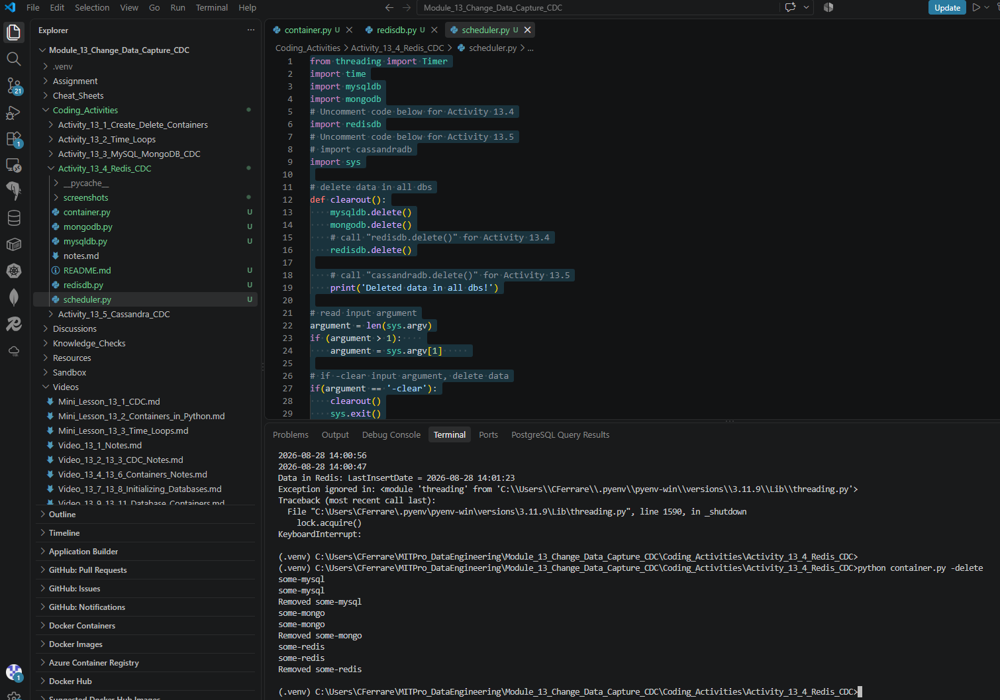 File Edit Selection View Go Run Terminal Help
Module_13_Change_Data_Capture_CDC
Update
Explorer
Module_13_Change_Data_Capture_CDC
.venv
Assignment
Cheat_Sheets
Coding_Activities
Activity_13_1_Create_Delete_Containers
Activity_13_2_Time_Loops
Activity_13_3_MySQL_MongoDB_CDC
Activity_13_4_Redis_CDC
__pycache__
screenshots
container.py U
mongodb.py U
mysqldb.py U
notes.md
README.md U
redisdb.py U
scheduler.py U
Activity_13_5_Cassandra_CDC
Discussions
Knowledge_Checks
Resources
Sandbox
Videos
Mini_Lesson_13_1_CDC.md
Mini_Lesson_13_2_Containers_in_Python.md
Mini_Lesson_13_3_Time_Loops.md
Video_13_1_Notes.md
Video_13_2_13_3_CDC_Notes.md
Video_13_4_13_6_Containers_Notes.md
Video_13_7_13_8_Initializing_Databases.md
Video_13_9_13_11_Database_Containers.md
Outline
Timeline
Application Builder
GitHub: Pull Requests
GitHub: Issues
GitHub: Notifications
Docker Containers
Docker Images
Azure Container Registry
Docker Hub
Suggested Docker Hub Images
21
1
1
container.py U
redisdb.py U
scheduler.py U
Coding_Activities > Activity_13_4_Redis_CDC > scheduler.py > ...
1 from threading import Timer
2 import time
3 import mysqldb
4 import mongodb
5 # Uncomment code below for Activity 13.4
6 import redisdb
7 # Uncomment code below for Activity 13.5
8 # import cassandradb
9 import sys
10
11 # delete data in all dbs
12 def clearout():
13     mysqldb.delete()
14     mongodb.delete()
15     # call "redisdb.delete()" for Activity 13.4
16     redisdb.delete()
17
18     # call "cassandradb.delete()" for Activity 13.5
19     print('Deleted data in all dbs!')
20
21 # read input argument
22 argument = len(sys.argv)
23 if (argument > 1):
24     argument = sys.argv[1]
25
26 # if -clear input argument, delete data
27 if(argument == '-clear'):
28     clearout()
29     sys.exit()
Problems Output Debug Console Terminal Ports PostgreSQL Query Results
2026-08-28 14:00:56
2026-08-28 14:00:47
Data in Redis: LastInsertDate = 2026-08-28 14:01:23
Exception ignored in: <module 'threading' from 'C:\\Users\\CFerrare\\.pyenv\\pyenv-win\\versions\\3.11.9\\Lib\\threading.py'>
Traceback (most recent call last):
  File "C:\Users\CFerrare\.pyenv\pyenv-win\versions\3.11.9\Lib\threading.py", line 1590, in _shutdown
    lock.acquire()
KeyboardInterrupt:
(.venv) C:\Users\CFerrare\MITPro_DataEngineering\Module_13_Change_Data_Capture_CDC\Coding_Activities\Activity_13_4_Redis_CDC>
(.venv) C:\Users\CFerrare\MITPro_DataEngineering\Module_13_Change_Data_Capture_CDC\Coding_Activities\Activity_13_4_Redis_CDC>python container.py -delete
some-mysql
some-mysql
Removed some-mysql
some-mongo
some-mongo
Removed some-mongo
some-redis
some-redis
Removed some-redis
(.venv) C:\Users\CFerrare\MITPro_DataEngineering\Module_13_Change_Data_Capture_CDC\Coding_Activities\Activity_13_4_Redis_CDC>